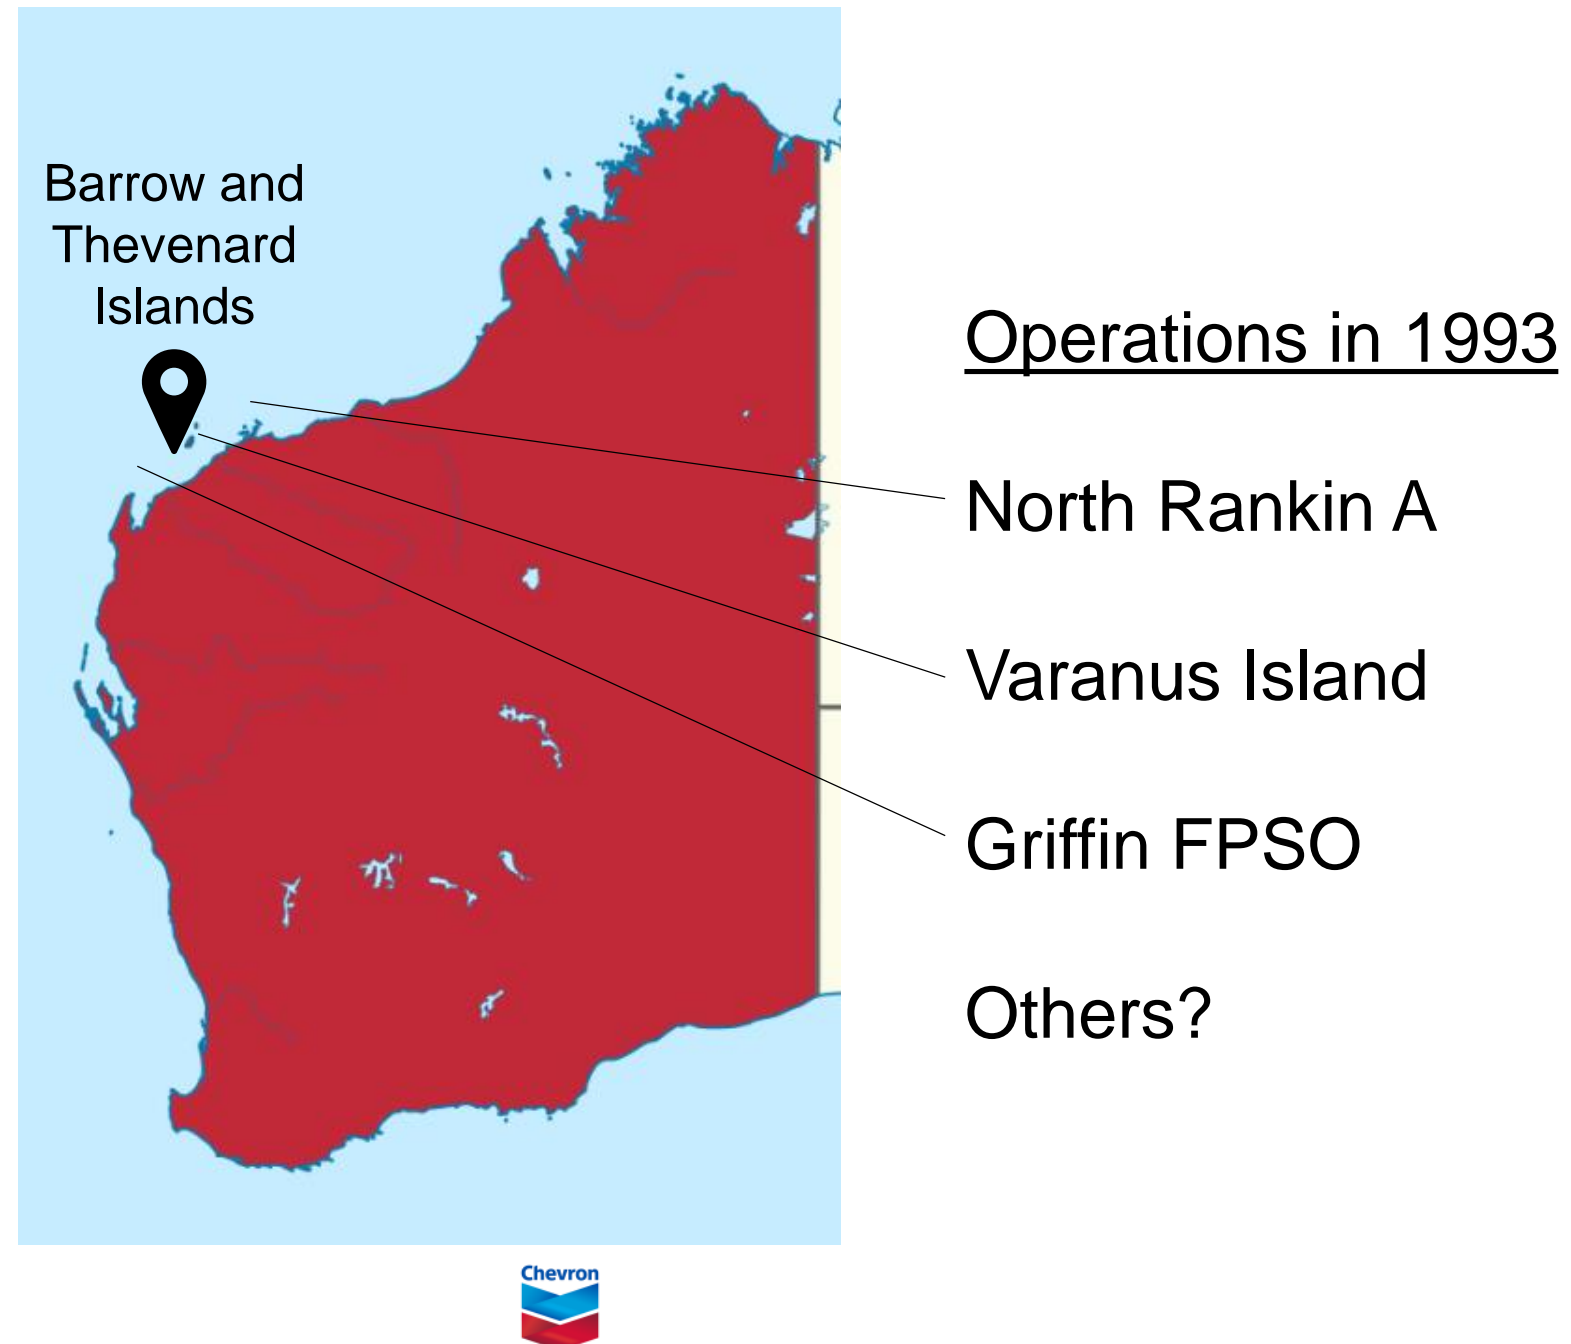 Barrow and
Thevenard
Islands
Operations in 1993
North Rankin A
Varanus Island
Griffin FPSO
Others?
Chevron